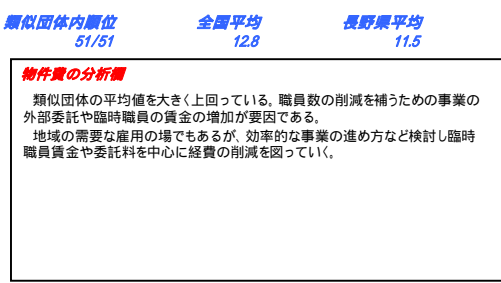 類似団体内順位 全国平均 長野県平均
51/51 12.8 11.5
物件費の分析欄
類似団体の平均値を大きく上回っている。職員数の削減を補うための事業の
外部委託や臨時職員の賃金の増加が要因である。
地域の需要な雇用の場でもあるが、効率的な事業の進め方など検討し臨時
職員賃金や委託料を中心に経費の削減を図っていく。